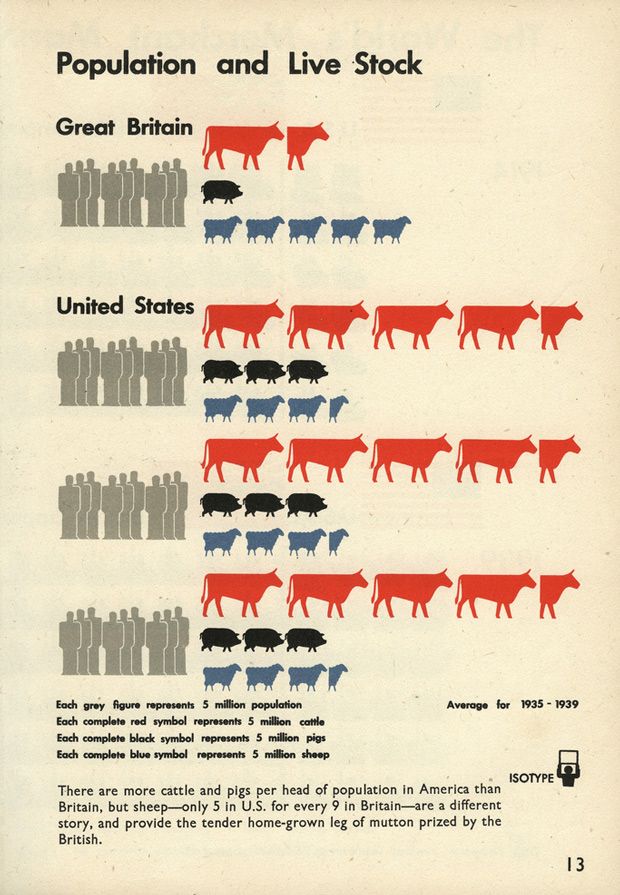 Population and Live Stock
Great Britain
United States
Each grey figure represents 5 million population
Average for 1935 - 1939
Each complete red symbol represents 5 million cattle
Each complete black symbol represents 5 million pigs
Each complete blue symbol represents 5 million sheep
ISOTYPE
There are more cattle and pigs per head of population in America than
Britain, but sheep—only 5 in U.S. for every 9 in Britain—are a different
story, and provide the tender home-grown leg of mutton prized by the
British.
13